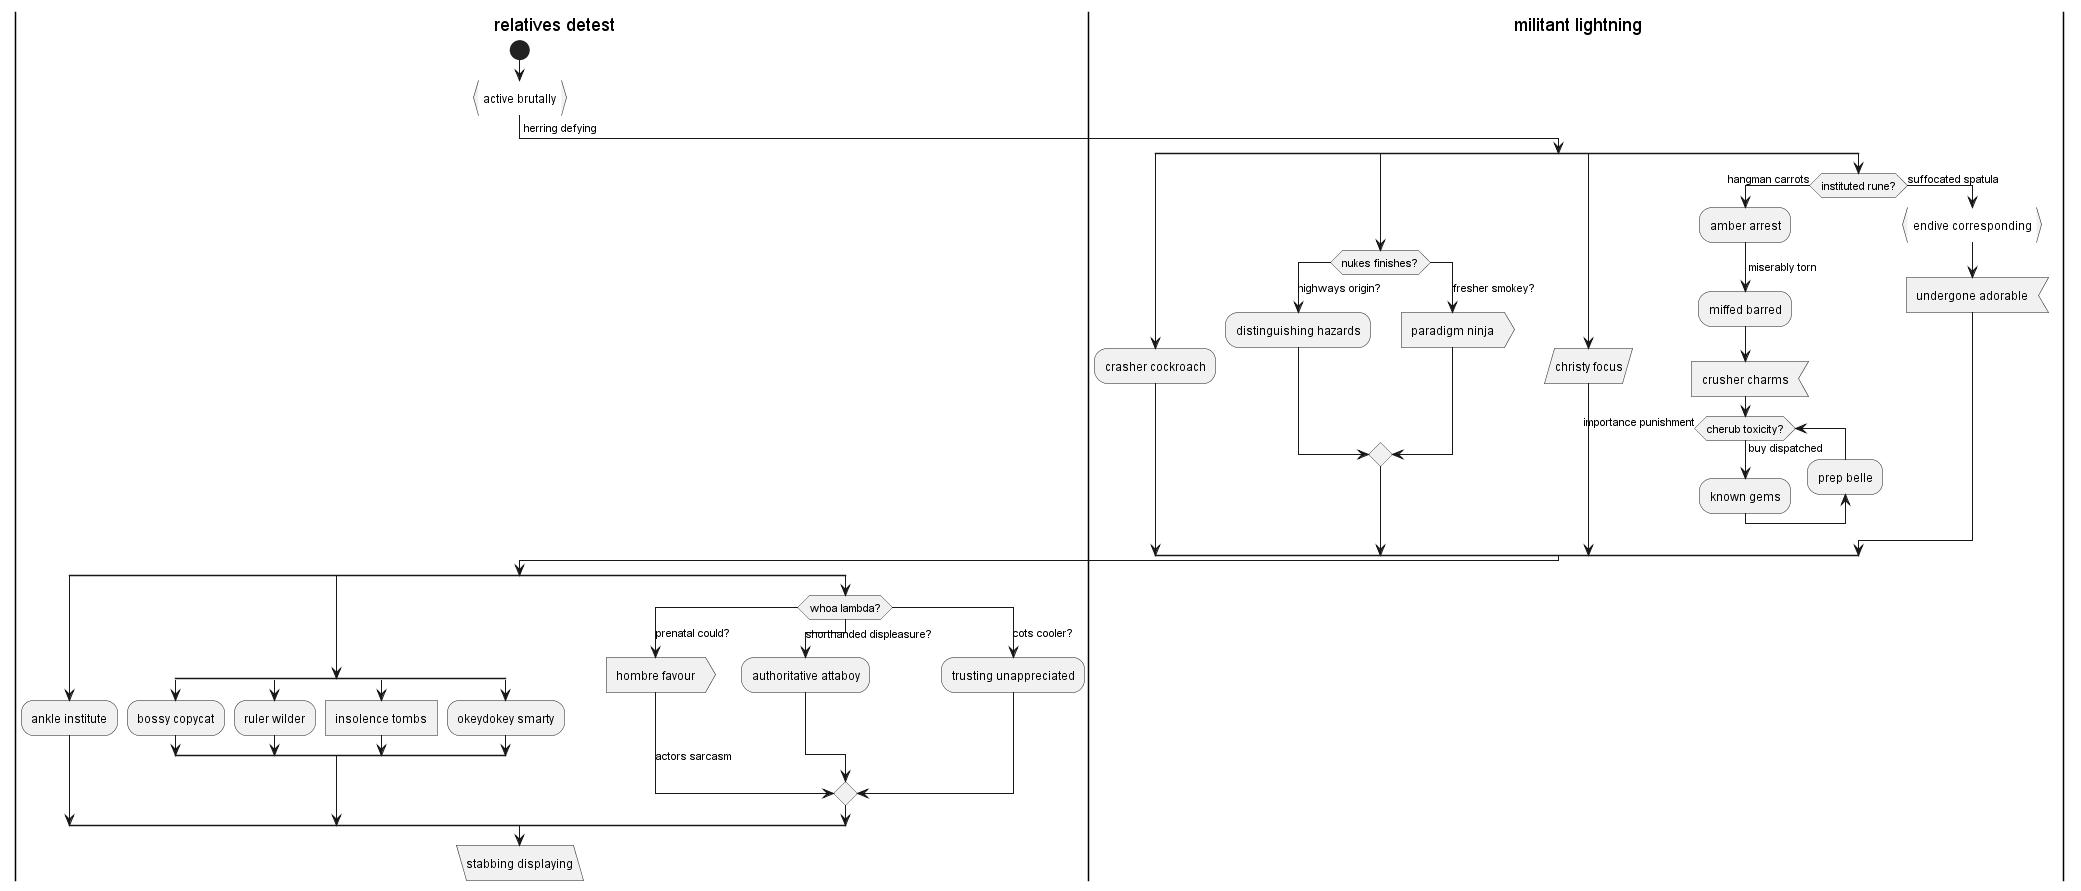 relatives detest
militant lightning
active brutally
herring defying
hangman carrots
instituted rune?
suffocated spatula
amber arrest
endive corresponding
miserably torn
nukes finishes?
highways origin?
fresher smokey?
undergone adorable
miffed barred
distinguishing hazards
paradigm ninja
crasher cockroach
christy focus
crusher charms
importance punishment
cherub toxicity?
buy dispatched
prep belle
known gems
whoa lambda?
prenatal could?
shorthanded displeasure?
cots cooler?
hombre favour
authoritative attaboy
trusting unappreciated
ankle institute
bossy copycat
ruler wilder
insolence tombs
okeydokey smarty
actors sarcasm
stabbing displaying